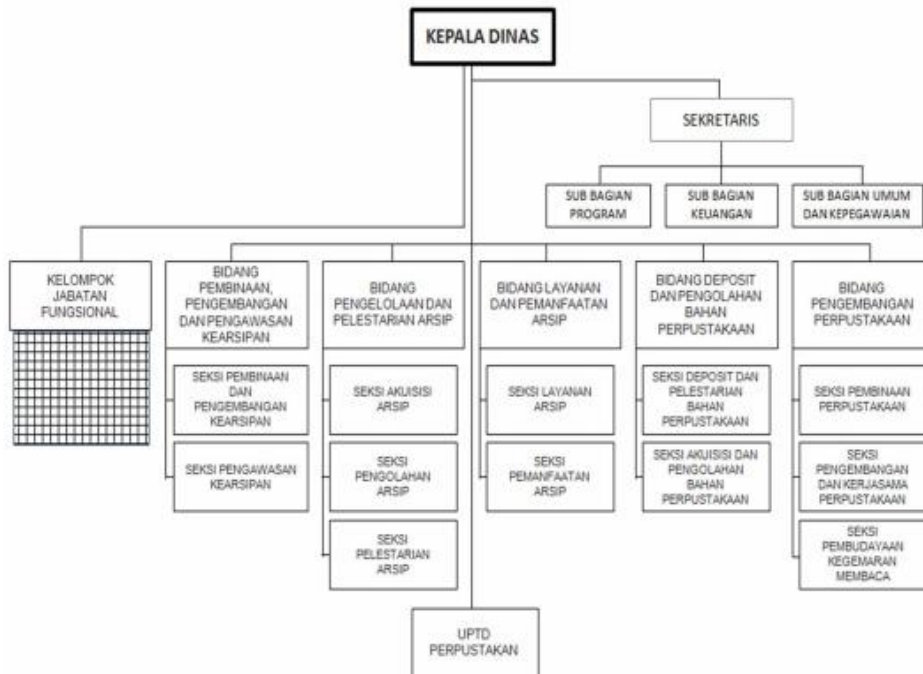 KEPALA DINAS
SEKRETARIS
SUB BAGIAN
PROGRAM
SUB BAGIAN
KEUANGAN
SUB BAGIAN UMUM
DAN KEPEGAWAIAN
KELOMPOK
JABATAN
FUNGSIONAL
BIDANG
PEMBINAAN,
PENGEMBANGAN
DAN PENGAWASAN
KEARSIPAN
BIDANG
PENGELOLAAN DAN
PELESTARIAN ARSIP
BIDANG LAYANAN
DAN PEMANFAATAN
ARSIP
BIDANG DEPOSIT
DAN PENGOLAHAN
BAHAN
PERPUSTAKAAN
BIDANG
PENGEMBANGAN
PERPUSTAKAAN
SEKSI PEMBINAAN
DAN
PENGEMBANGAN
KEARSIPAN
SEKSI AKUISISI
ARSIP
SEKSI LAYANAN
ARSIP
SEKSI DEPOSIT DAN
PELESTARIAN
BAHAN
PERPUSTAKAAN
SEKSI PEMBINAAN
PERPUSTAKAAN
SEKSI PENGAWASAN
KEARSIPAN
SEKSI
PENGOLAHAN
ARSIP
SEKSI
PEMANFAATAN
ARSIP
SEKSI AKUISISI DAN
PENGOLAHAN
BAHAN
PERPUSTAKAAN
SEKSI
PENGEMBANGAN
DAN KERJASAMA
PERPUSTAKAAN
SEKSI
PELESTARIAN
ARSIP
SEKSI
PEMBUDAYAAN
KEGEMARAN
MEMBACA
UPTD
PERPUSTAKAN